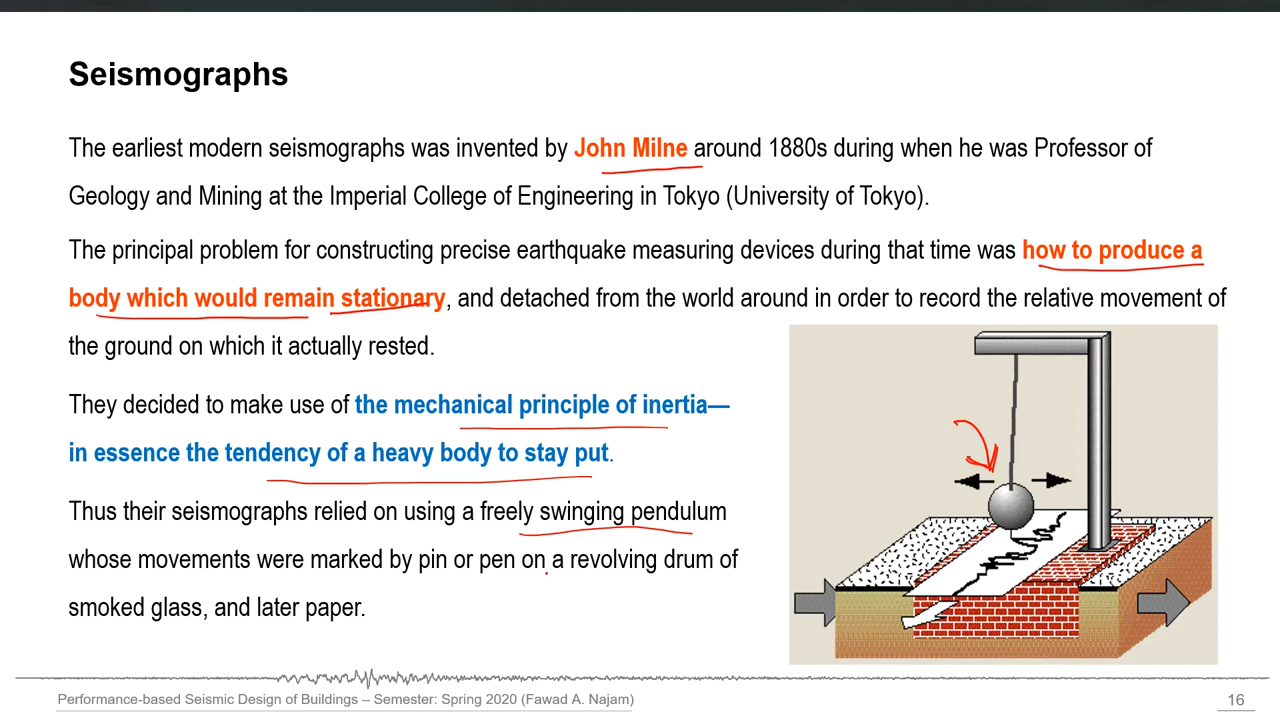 Seismographs
The earliest modern seismographs was invented by John Milne around 1880s during when he was Professor of
Geology and Mining at the Imperial College of Engineering in Tokyo (University of Tokyo).
The principal problem for constructing precise earthquake measuring devices during that time was how to produce a
body which would remain stationary, and detached from the world around in order to record the relative movement of
the ground on which it actually rested.
They decided to make use of the mechanical principle of inertia—
in essence the tendency of a heavy body to stay put.
Thus their seismographs relied on using a freely swinging pendulum
whose movements were marked by pin or pen on a revolving drum of
smoked glass, and later paper.
Performance-based Seismic Design of Buildings – Semester: Spring 2020 (Fawad A. Najam)
16